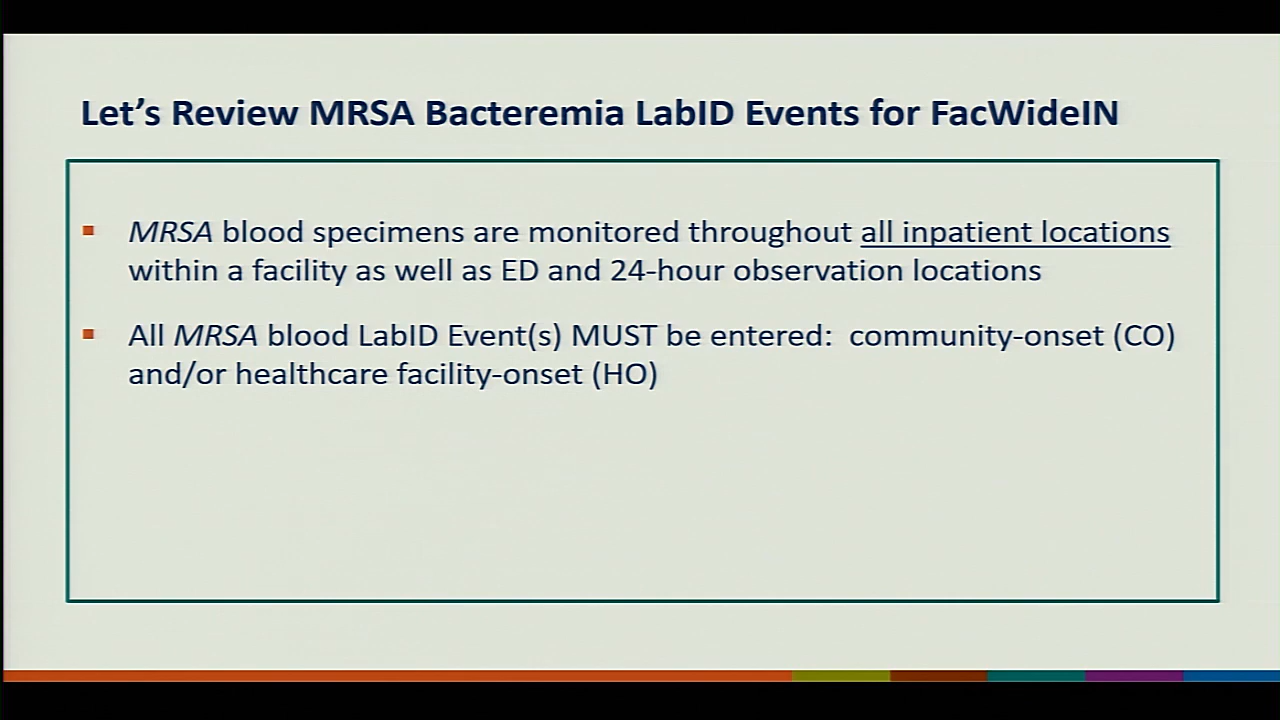 Let's Review MRSA Bacteremia LabID Events for FacWideIN
MRSA blood specimens are monitored throughout all inpatient locations
within a facility as well as ED and 24-hour observation locations
All MRSA blood LabID Event(s) MUST be entered:  community-onset (CO)
and/or healthcare facility-onset (HO)